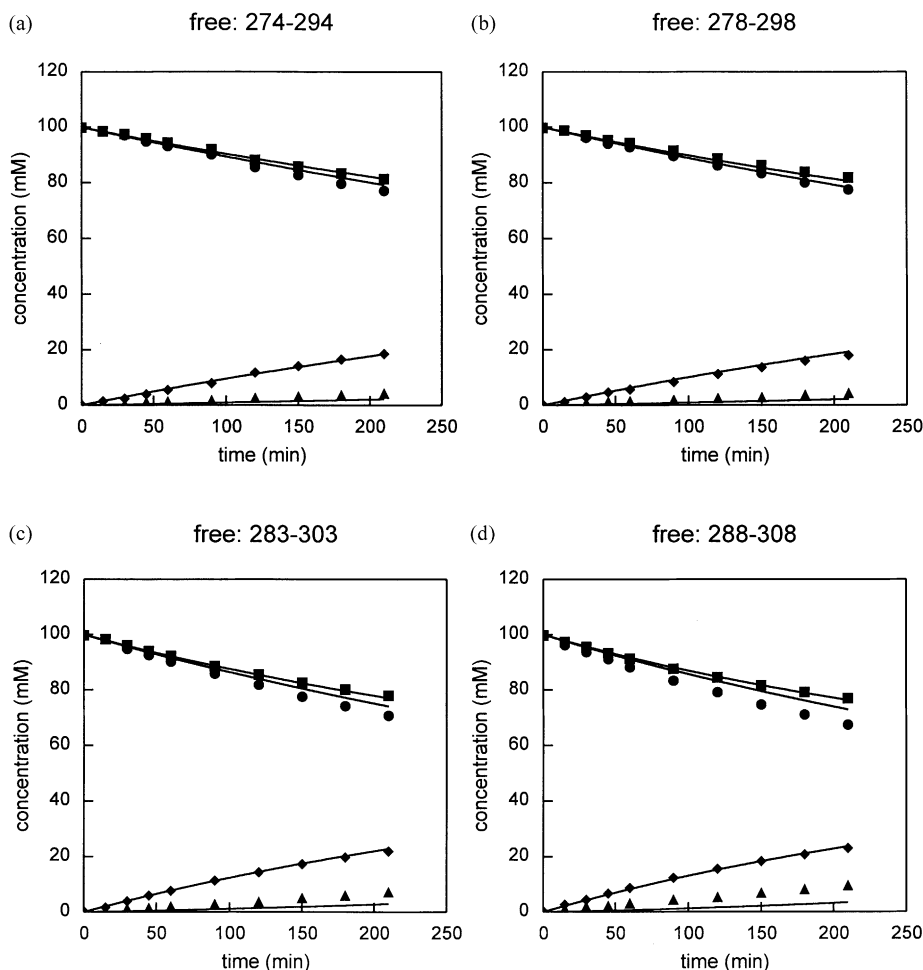 (a) free: 274-294
120
100
80
60
40
20
0
concentration (mM)
0 50 100 150 200 250
time (min)
(b) free: 278-298
120
100
80
60
40
20
0
concentration (mM)
0 50 100 150 200 250
time (min)
(c) free: 283-303
120
100
80
60
40
20
0
concentration (mM)
0 50 100 150 200 250
time (min)
(d) free: 288-308
120
100
80
60
40
20
0
concentration (mM)
0 50 100 150 200 250
time (min)